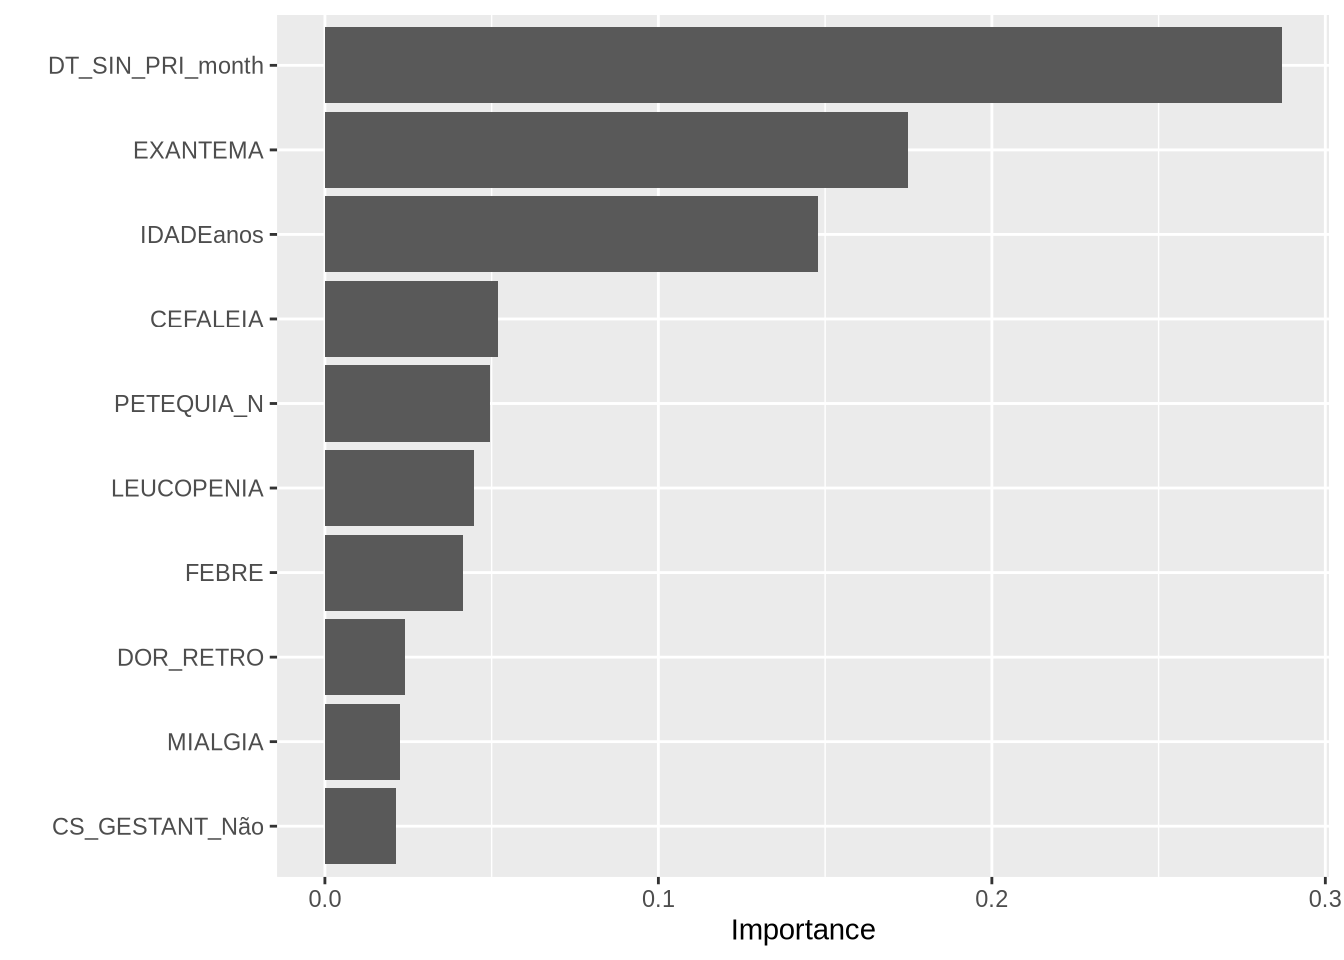 DT_SIN_PRI_month
EXANTEMA
IDADEanos
CEFALEIA
PETEQUIA_N
LEUCOPENIA
FEBRE
DOR_RETRO
MIALGIA
CS_GESTANT_Não
0.0 0.1 0.2 0.3
Importance